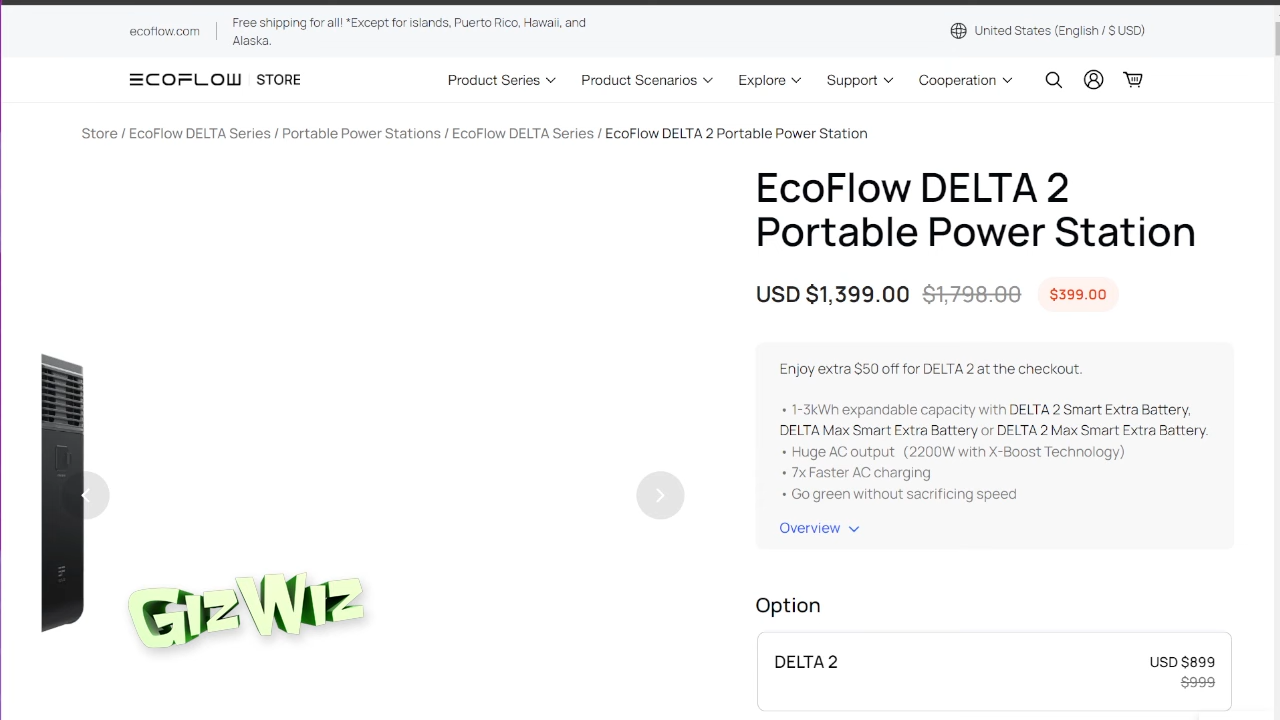 ecoflow.com
Free shipping for all! *Except for islands, Puerto Rico, Hawaii, and
Alaska.
United States (English / $ USD)
ECOFLOW STORE
Product Series
Product Scenarios
Explore
Support
Cooperation
Store / EcoFlow DELTA Series / Portable Power Stations / EcoFlow DELTA Series / EcoFlow DELTA 2 Portable Power Station
EcoFlow DELTA 2
Portable Power Station
USD $1,399.00 $1,798.00 $399.00
Enjoy extra $50 off for DELTA 2 at the checkout.
• 1-3kWh expandable capacity with DELTA 2 Smart Extra Battery,
DELTA Max Smart Extra Battery or DELTA 2 Max Smart Extra Battery.
• Huge AC output（2200W with X-Boost Technology)
• 7x Faster AC charging
• Go green without sacrificing speed
Overview
GizWiz
Option
DELTA 2
USD $899
$999